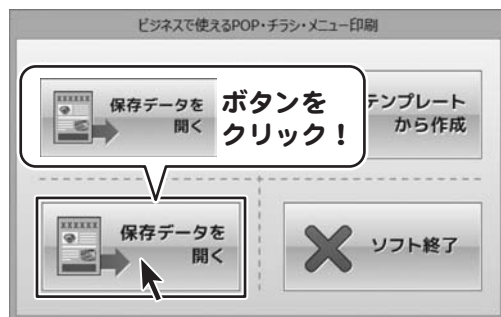 ビジネスで使えるPOP・チラシ・メニュー印刷
保存データを
開く
ボタンを
クリック!
テンプレート
から作成
保存データを
開く
ソフト終了